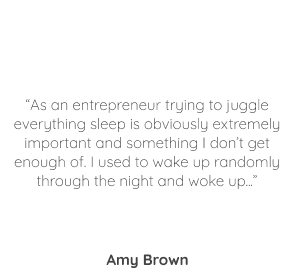 “As an entrepreneur trying to juggle
everything sleep is obviously extremely
important and something I don’t get
enough of. I used to wake up randomly
through the night and woke up...”
Amy Brown